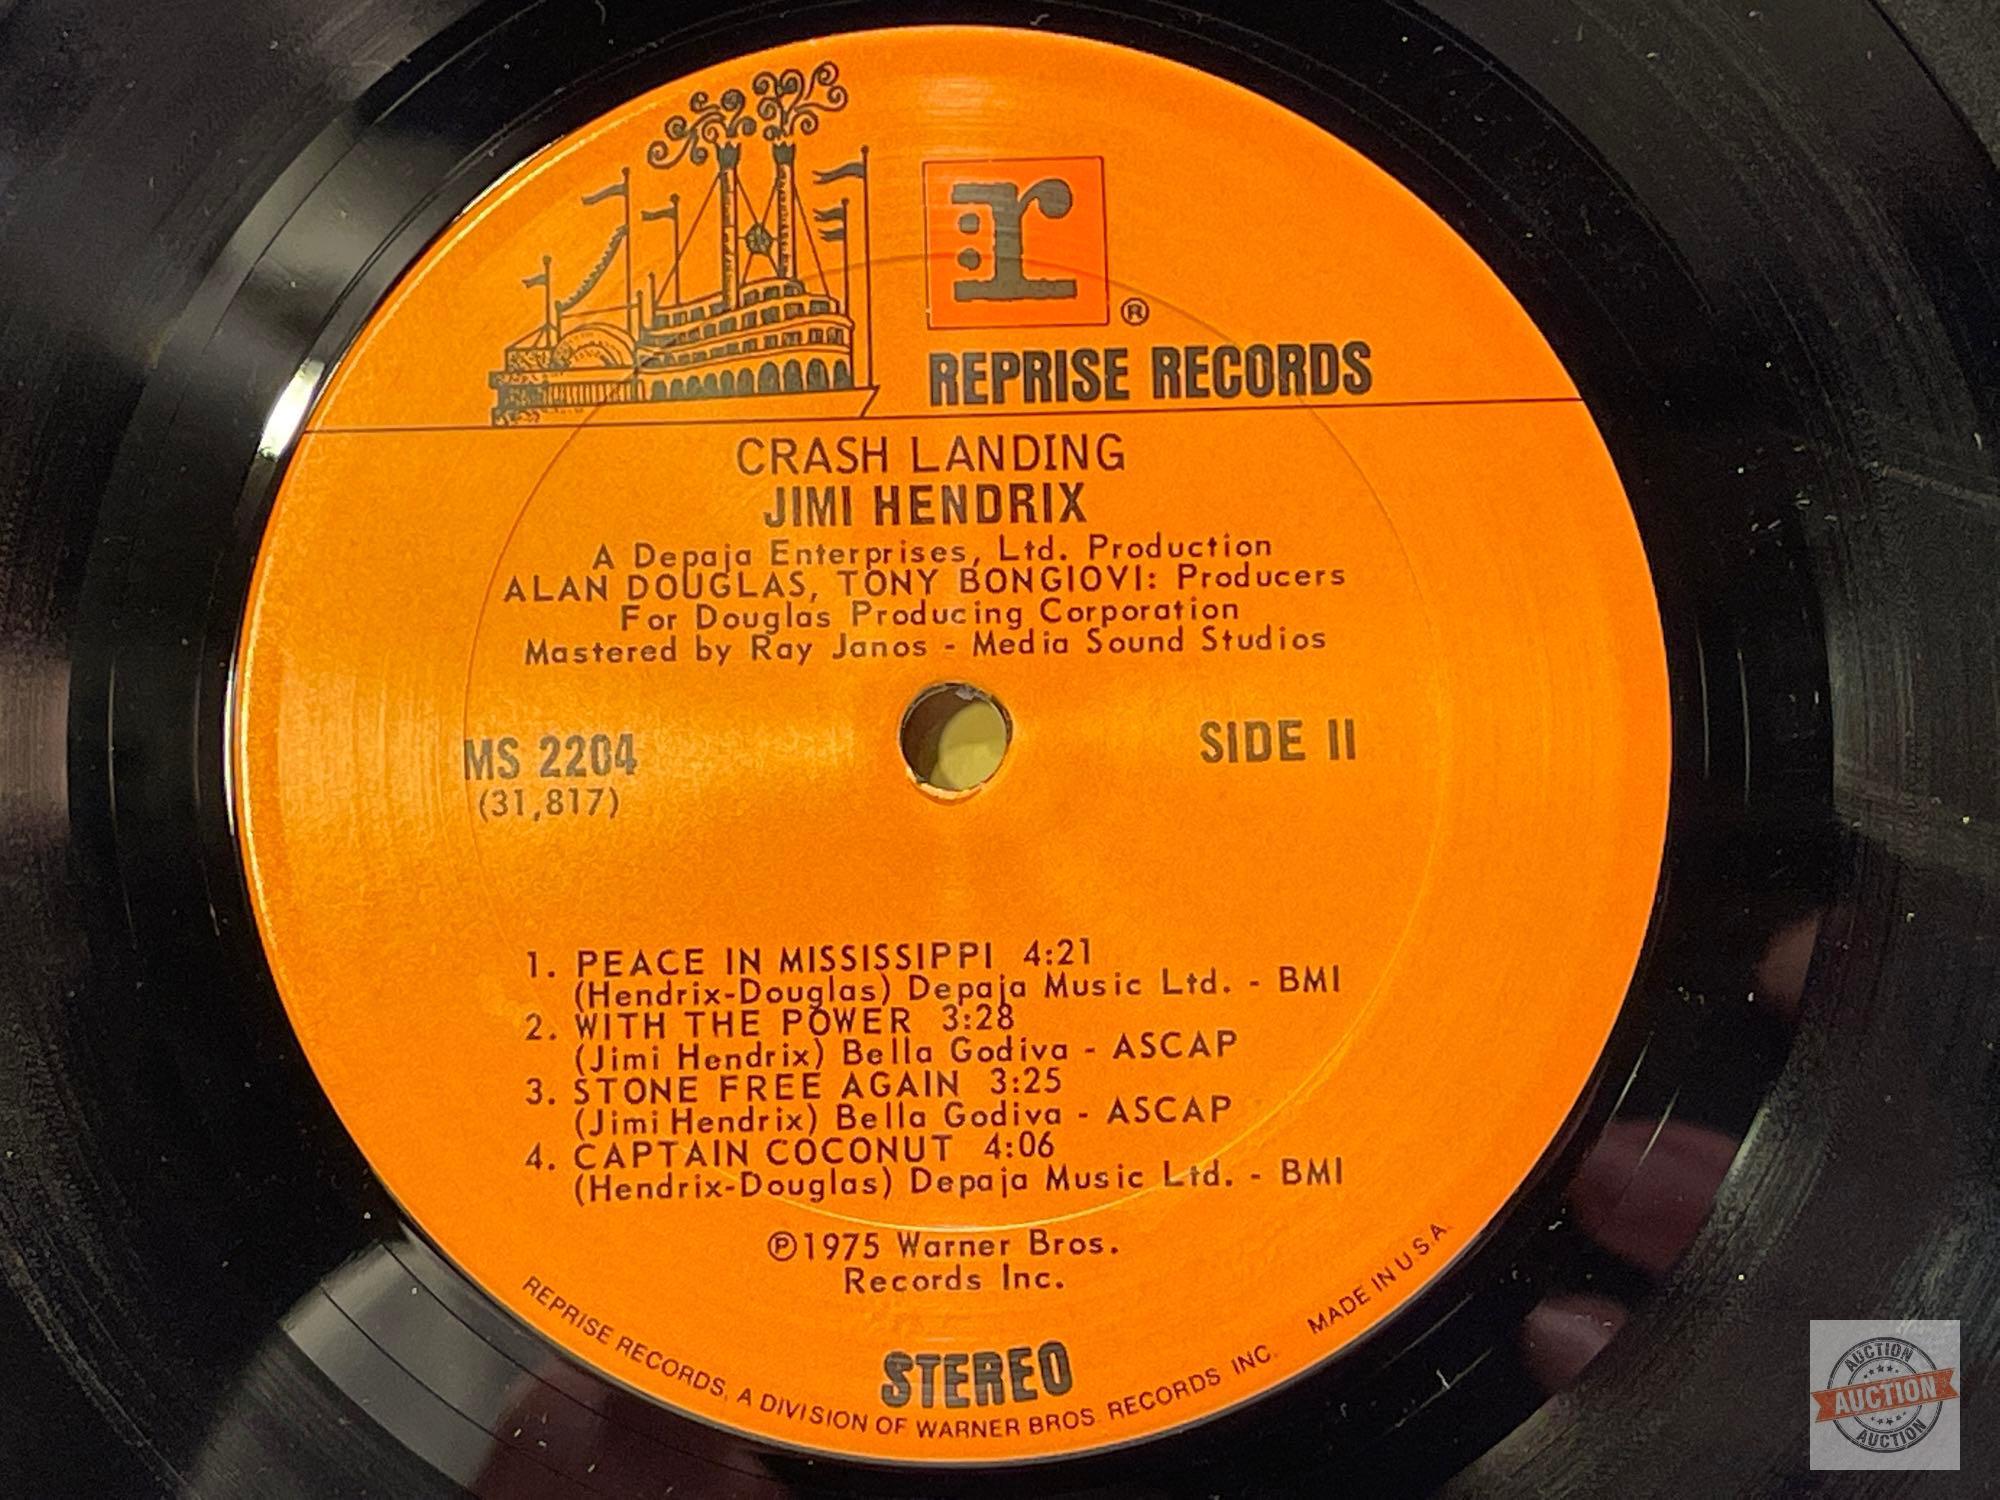 r
®
REPRISE RECORDS
CRASH LANDING
JIMI HENDRIX
A Depaja Enterprises, Ltd. Production
ALAN DOUGLAS, TONY BONGIOVI: Producers
For Douglas Producing Corporation
Mastered by Ray Janos - Media Sound Studios
MS 2204
(31,817)
SIDE II
1. PEACE IN MISSISSIPPI 4:21
(Hendrix-Douglas) Depaja Music Ltd. - BMI
2. WITH THE POWER 3:28
(Jimi Hendrix) Bella Godiva - ASCAP
3. STONE FREE AGAIN 3:25
(Jimi Hendrix) Bella Godiva - ASCAP
4. CAPTAIN COCONUT 4:06
(Hendrix-Douglas) Depaja Music Ltd. - BMI
℗1975 Warner Bros.
Records Inc.
STEREO
REPRISE RECORDS, A DIVISION OF WARNER BROS. RECORDS INC. MADE IN U.S.A.
AUCTION
AUCTION
AUCTION